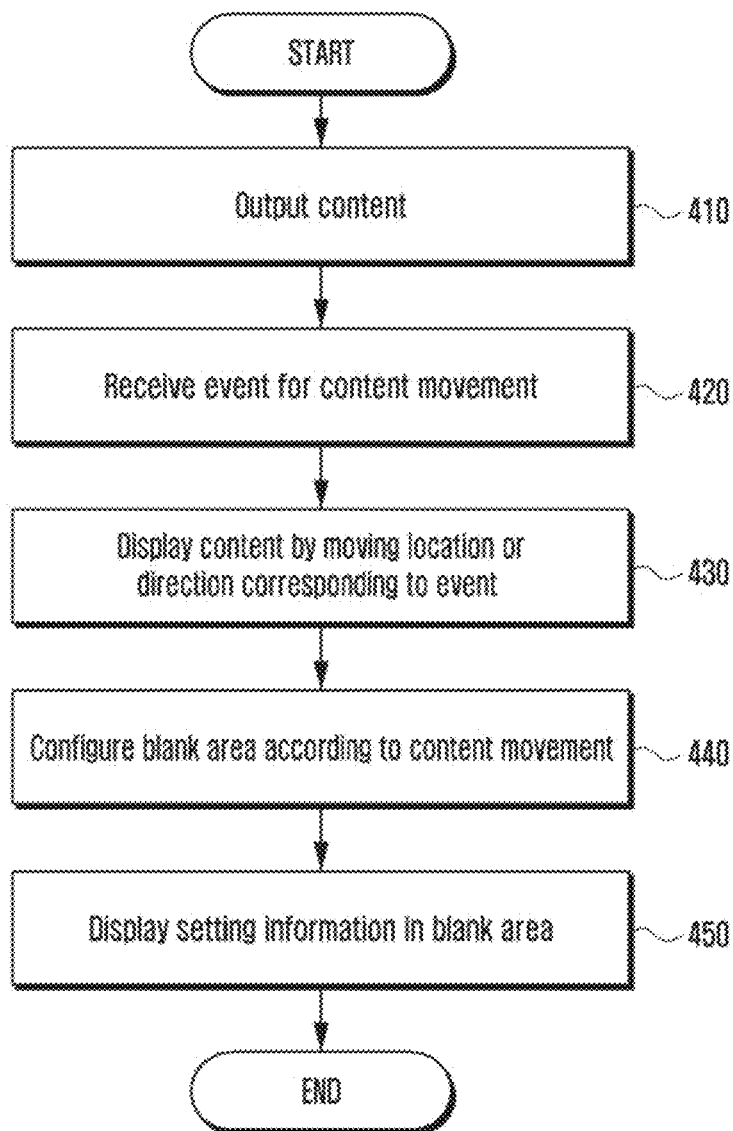 START
Output content
410
Receive event for content movement
420
Display content by moving location or
direction corresponding to event
430
Configure blank area according to content movement
440
Display setting information in blank area
450
END